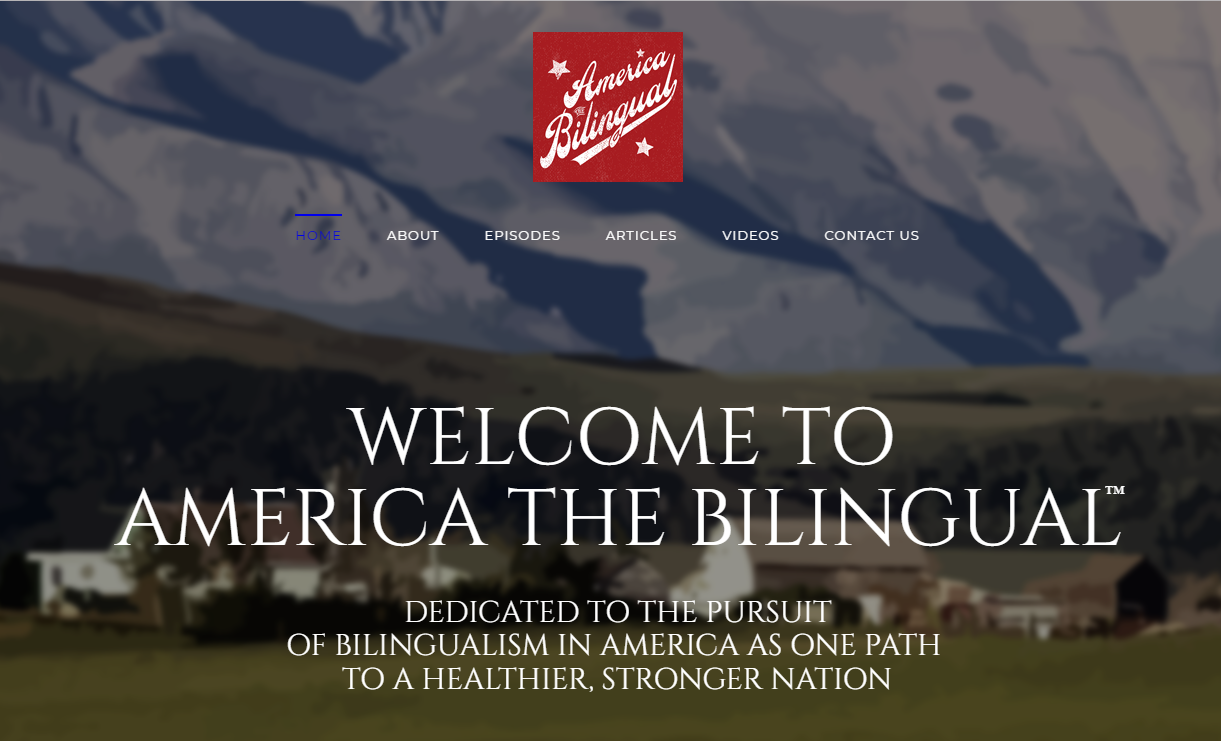 America
THE
Bilingual
HOME ABOUT EPISODES ARTICLES VIDEOS CONTACT US
WELCOME TO
AMERICA THE BILINGUAL™
DEDICATED TO THE PURSUIT
OF BILINGUALISM IN AMERICA AS ONE PATH
TO A HEALTHIER, STRONGER NATION